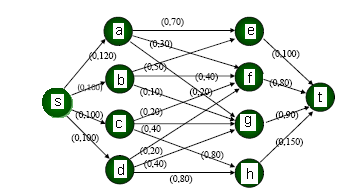 (0,70)
a e
(0,30)
(0,120) (0,100)
(0,50)
b (0,40) f (0,80)
(0,10) (0,20)
s t
(0,100) (0,20)
c (0,40 g (0,90)
(0,100) (0,150)
(0,20) (0,80)
(0,40)
d (0,80) h